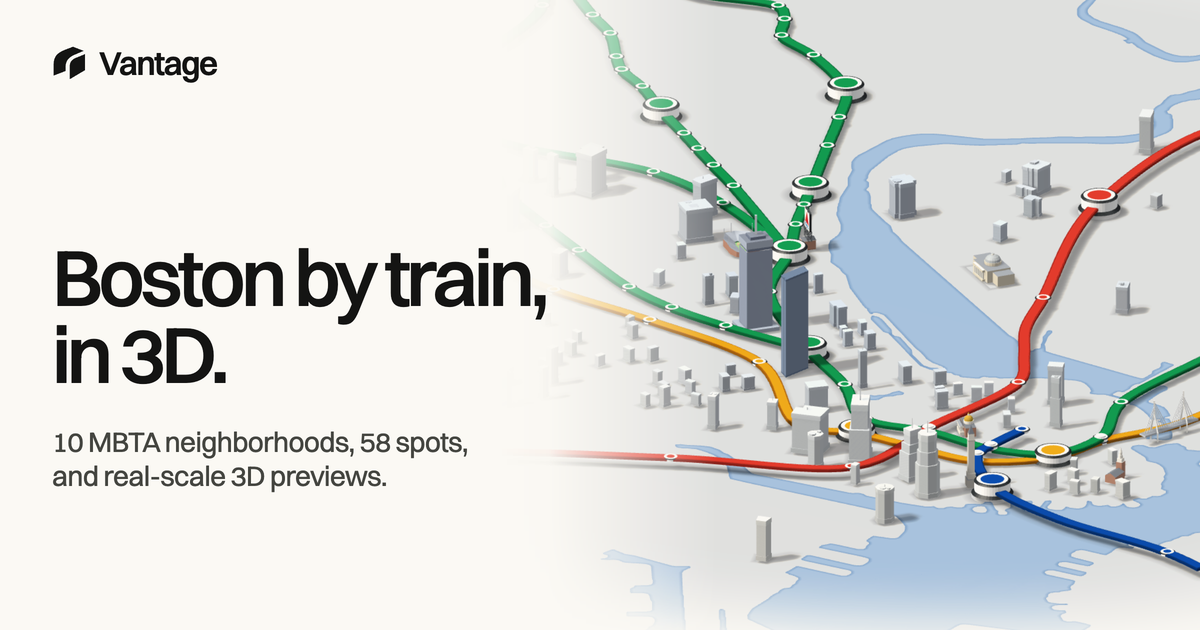 Vantage
Boston by train,
in 3D.
10 MBTA neighborhoods, 58 spots,
and real-scale 3D previews.